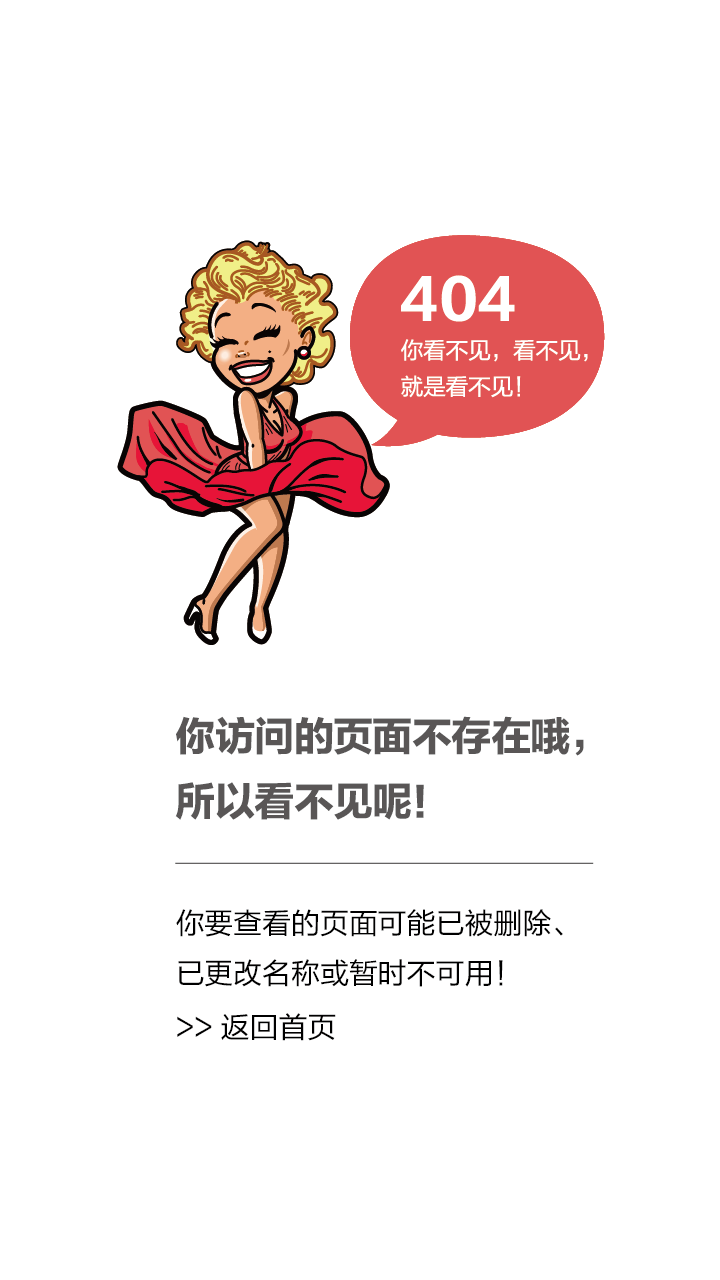 404
你看不见，看不见，
就是看不见！
你访问的页面不存在哦，
所以看不见呢！
你要查看的页面可能已被删除、
已更改名称或暂时不可用！
>> 返回首页